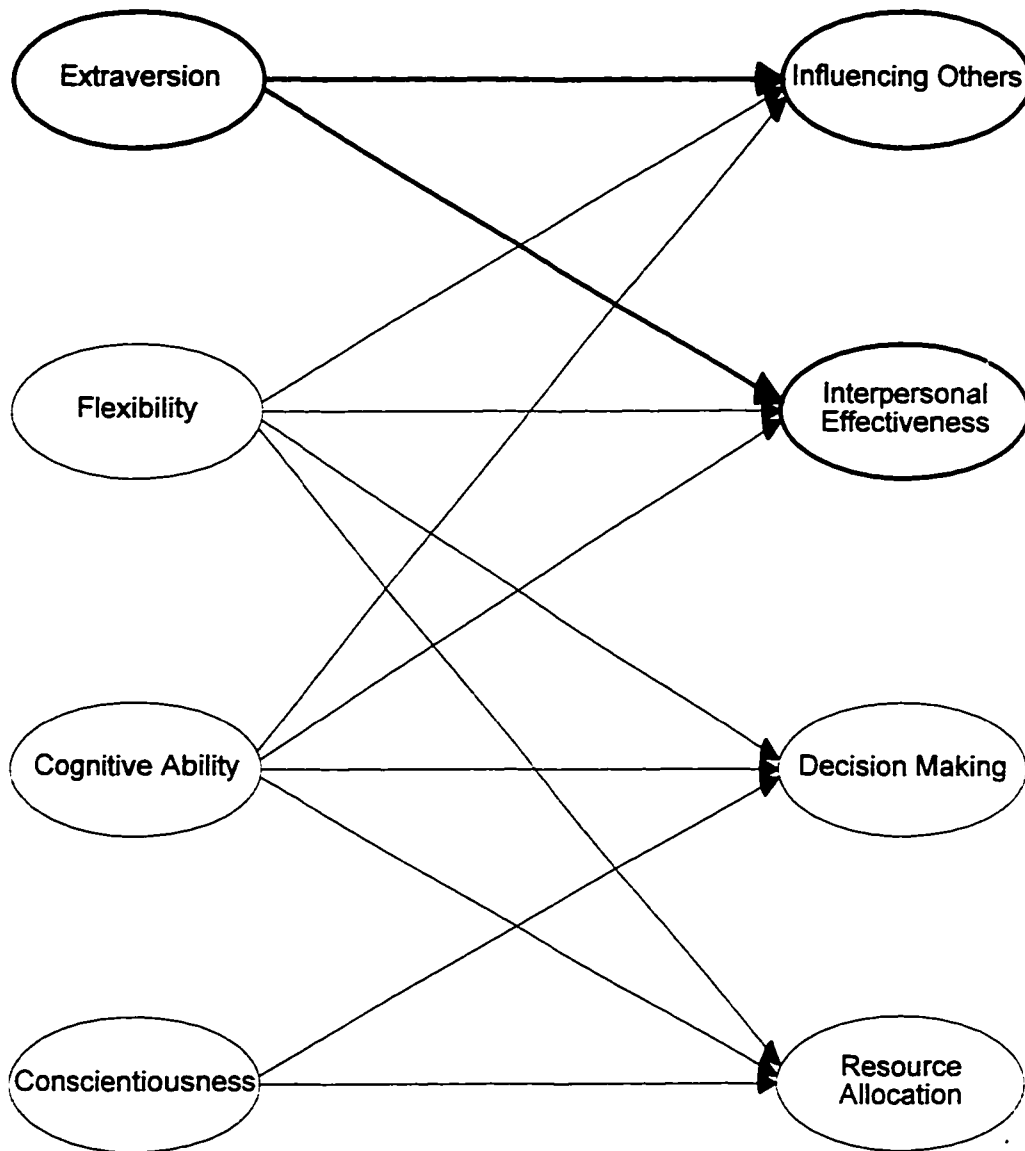 Extraversion
Influencing Others
Flexibility
Interpersonal
Effectiveness
Cognitive Ability
Decision Making
Conscientiousness
Resource
Allocation